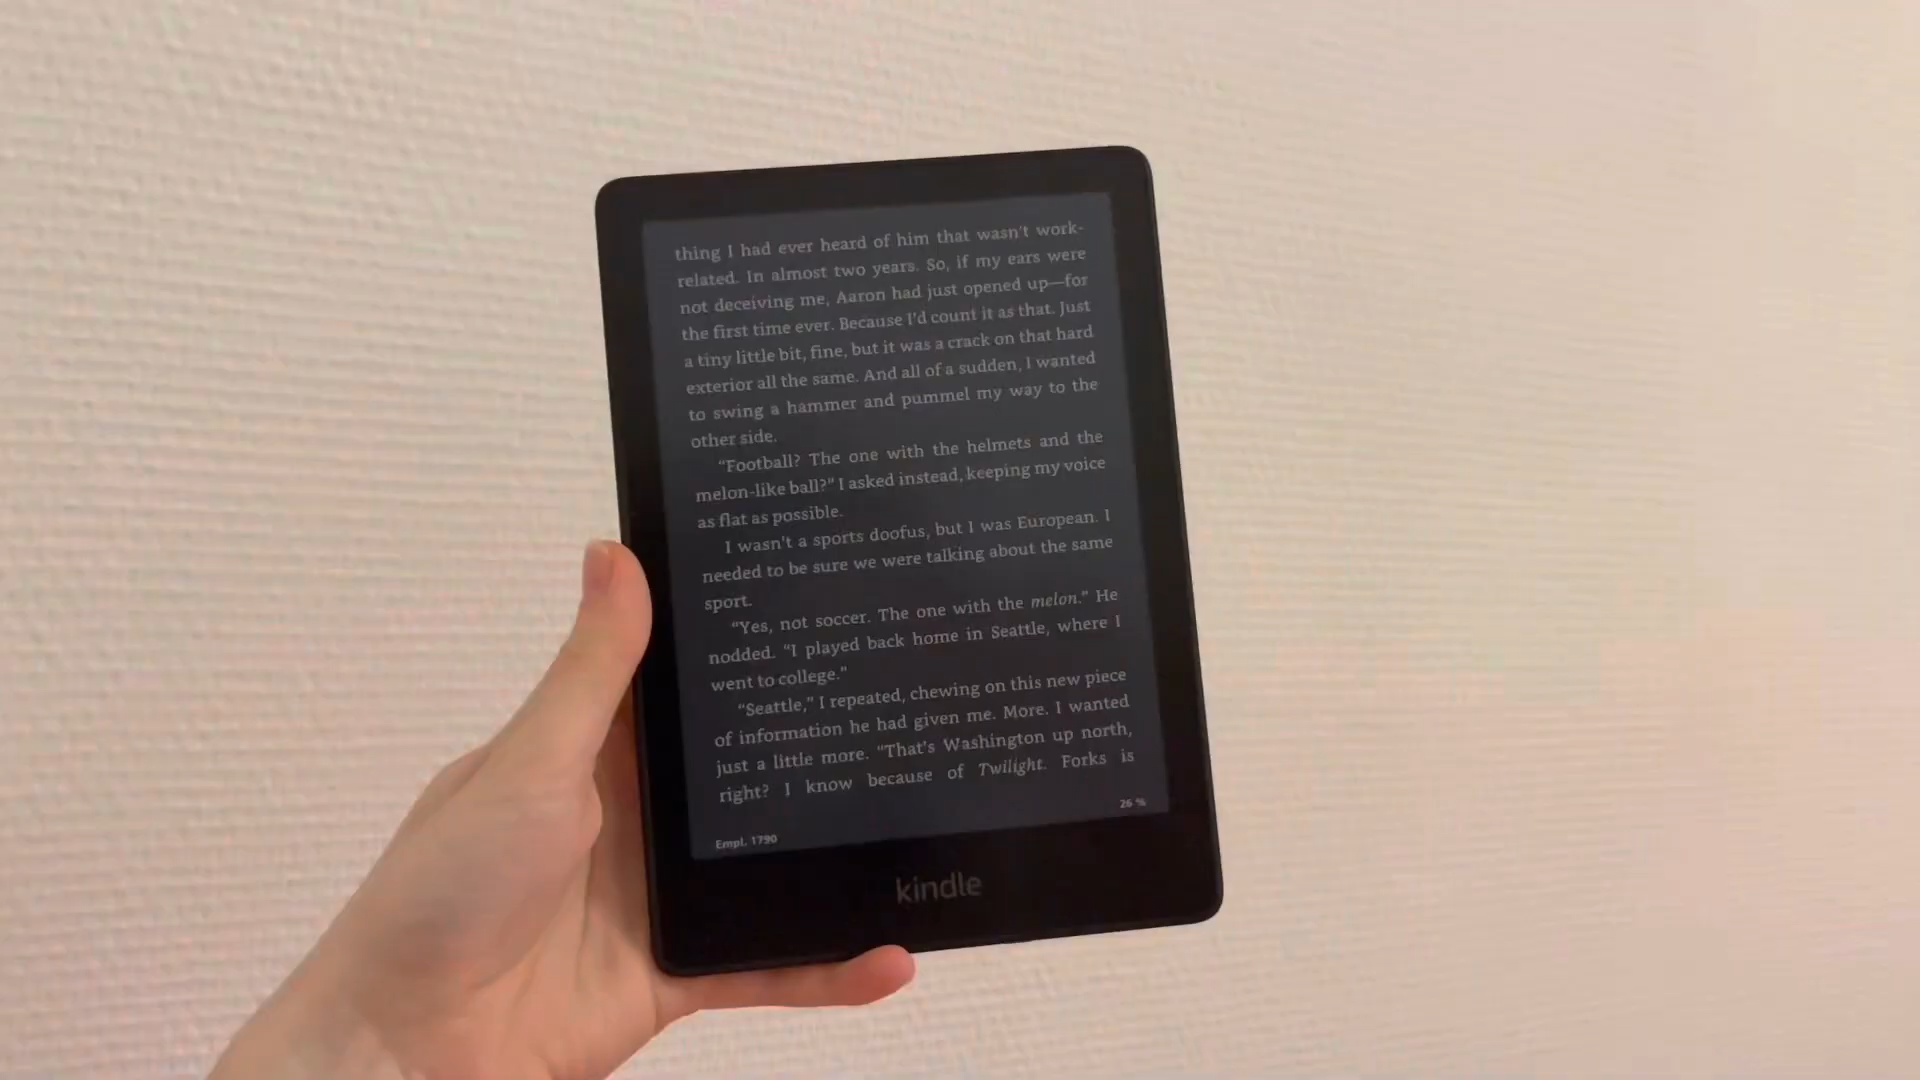 thing I had ever heard of him that wasn't work-
related. In almost two years. So, if my ears were
not deceiving me, Aaron had just opened up—for
the first time ever. Because I'd count it as that. Just
a tiny little bit, fine, but it was a crack on that hard
exterior all the same. And all of a sudden, I wanted
to swing a hammer and pummel my way to the
other side.
“Football? The one with the helmets and the
melon-like ball?” I asked instead, keeping my voice
as flat as possible.
I wasn't a sports doofus, but I was European. I
needed to be sure we were talking about the same
sport.
“Yes, not soccer. The one with the melon.” He
nodded. “I played back home in Seattle, where I
went to college.”
“Seattle,” I repeated, chewing on this new piece
of information he had given me. More. I wanted
just a little more. “That's Washington up north,
right? I know because of Twilight. Forks is
Empl. 1790 26 %
kindle